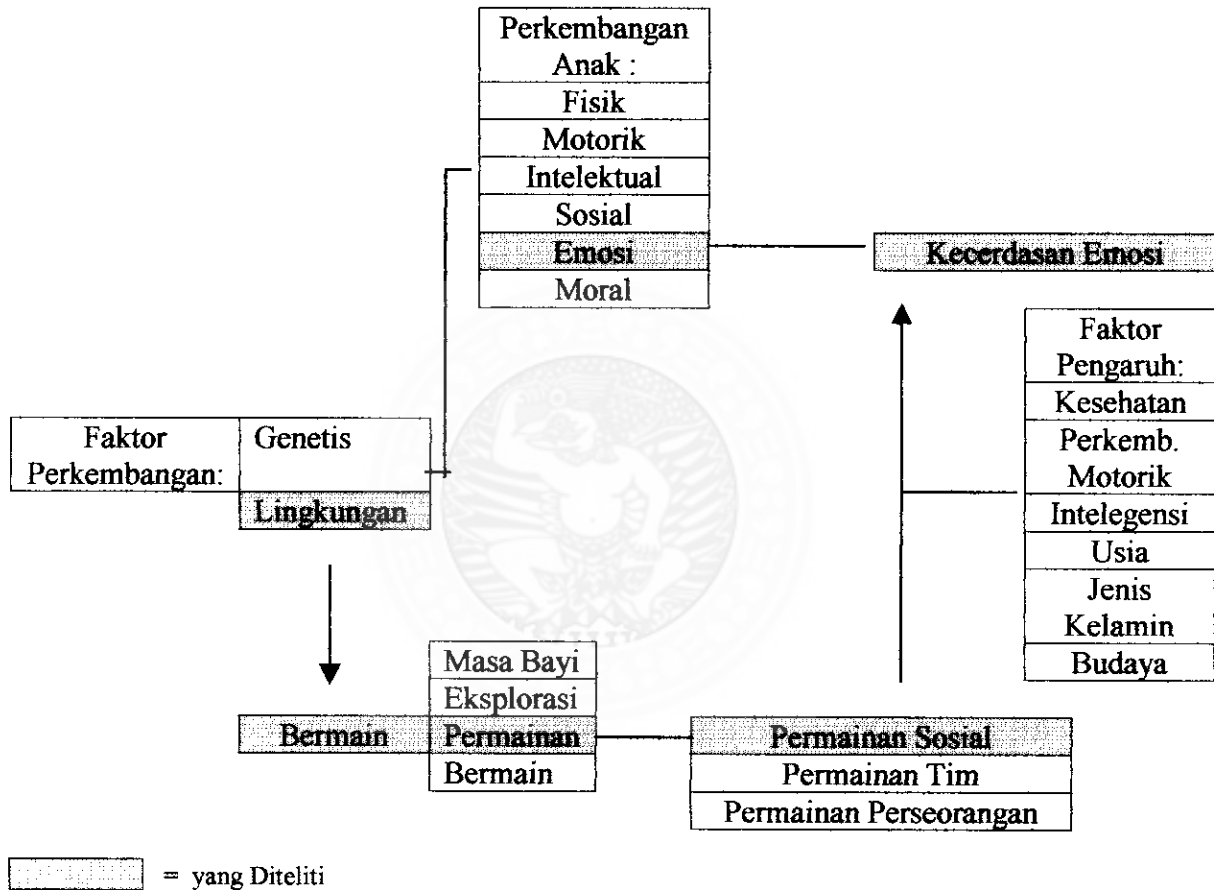 Perkembangan
Anak :
Fisik
Motorik
Intelektual
Sosial
Emosi
Moral
Kecerdasan Emosi
Faktor
Pengaruh:
Kesehatan
Perkemb.
Motorik
Intelegensi
Usia
Jenis
Kelamin
Budaya
Faktor
Perkembangan:
Genetis
Lingkungan
Masa Bayi
Eksplorasi
Bermain
Permainan
Bermain
Permainan Sosial
Permainan Tim
Permainan Perseorangan
= yang Diteliti